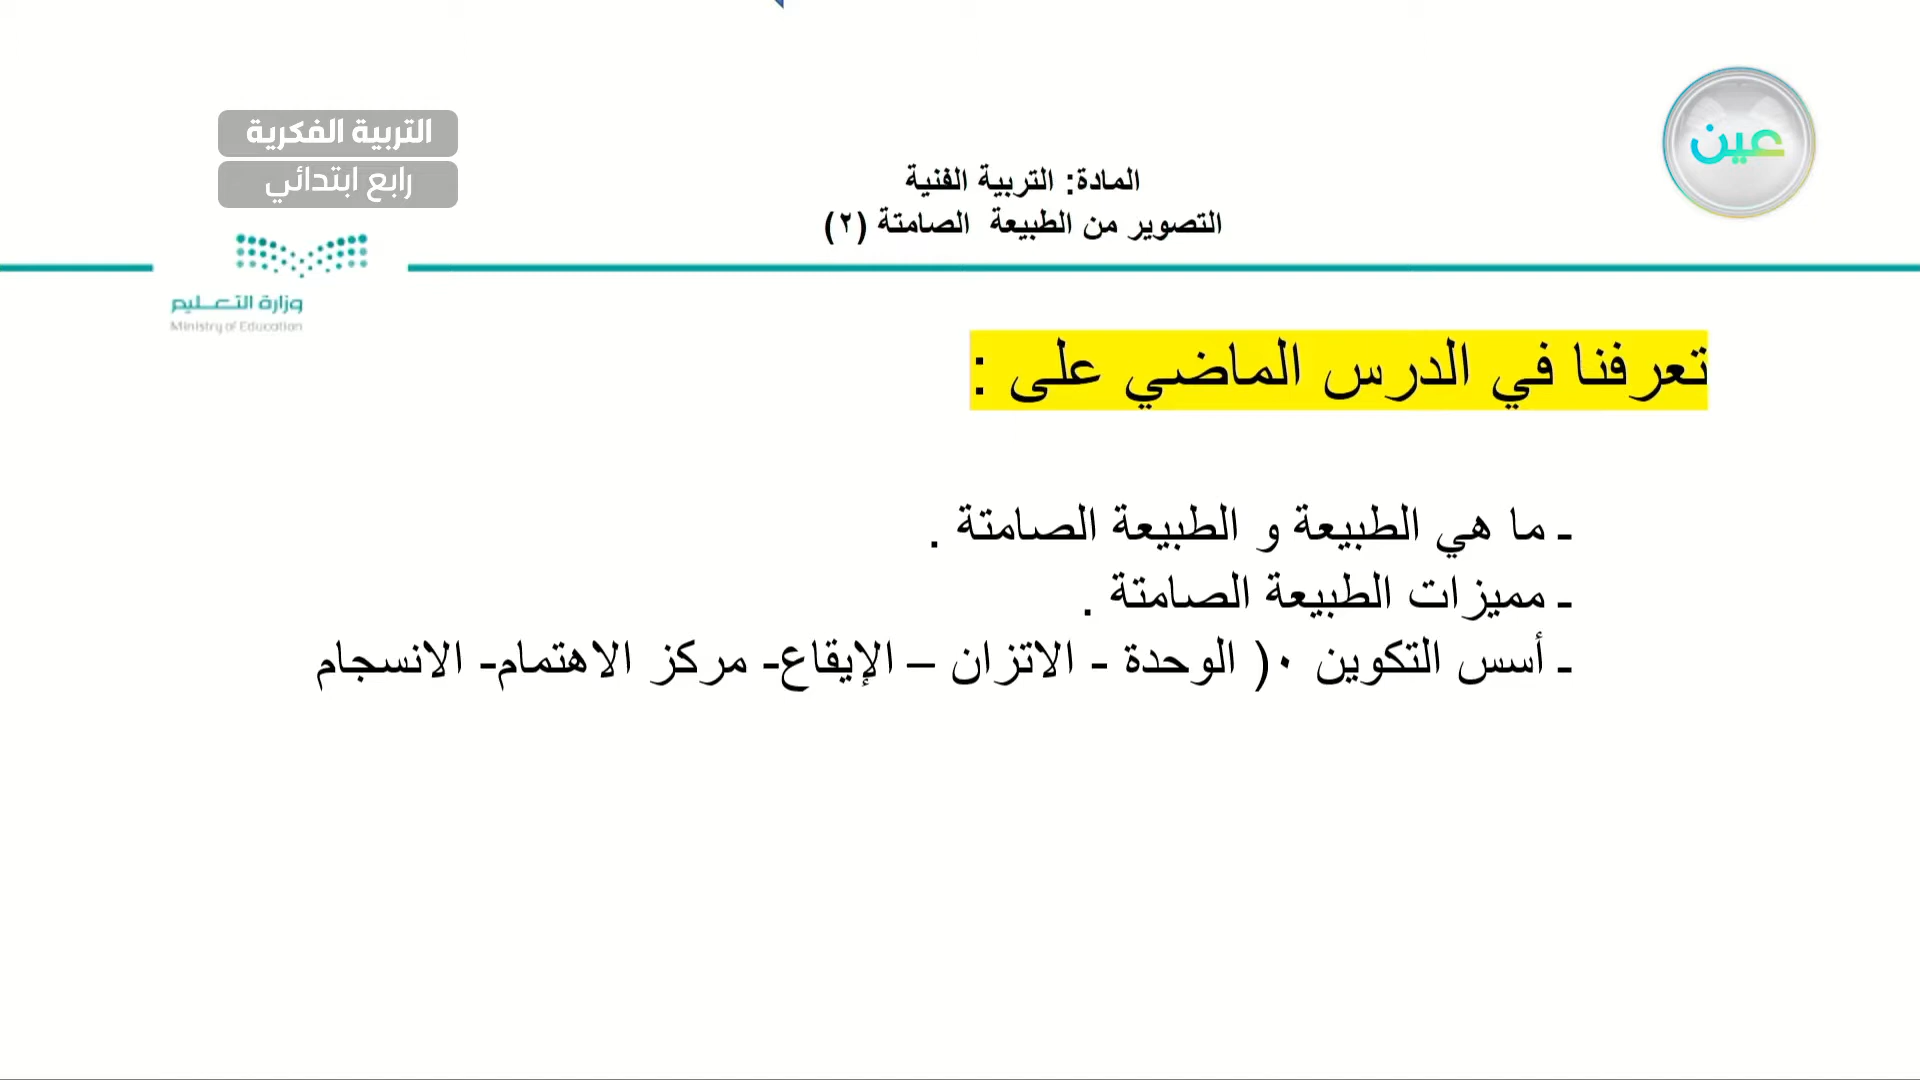 عين
التربية الفكرية
رابع ابتدائي
المادة: التربية الفنية
التصوير من الطبيعة الصامتة (٢)
وزارة التعليم
Ministry of Education
تعرفنا في الدرس الماضي على :
ـ ما هي الطبيعة و الطبيعة الصامتة .
ـ مميزات الطبيعة الصامتة .
ـ أسس التكوين ٠( الوحدة - الاتزان – الإيقاع- مركز الاهتمام- الانسجام